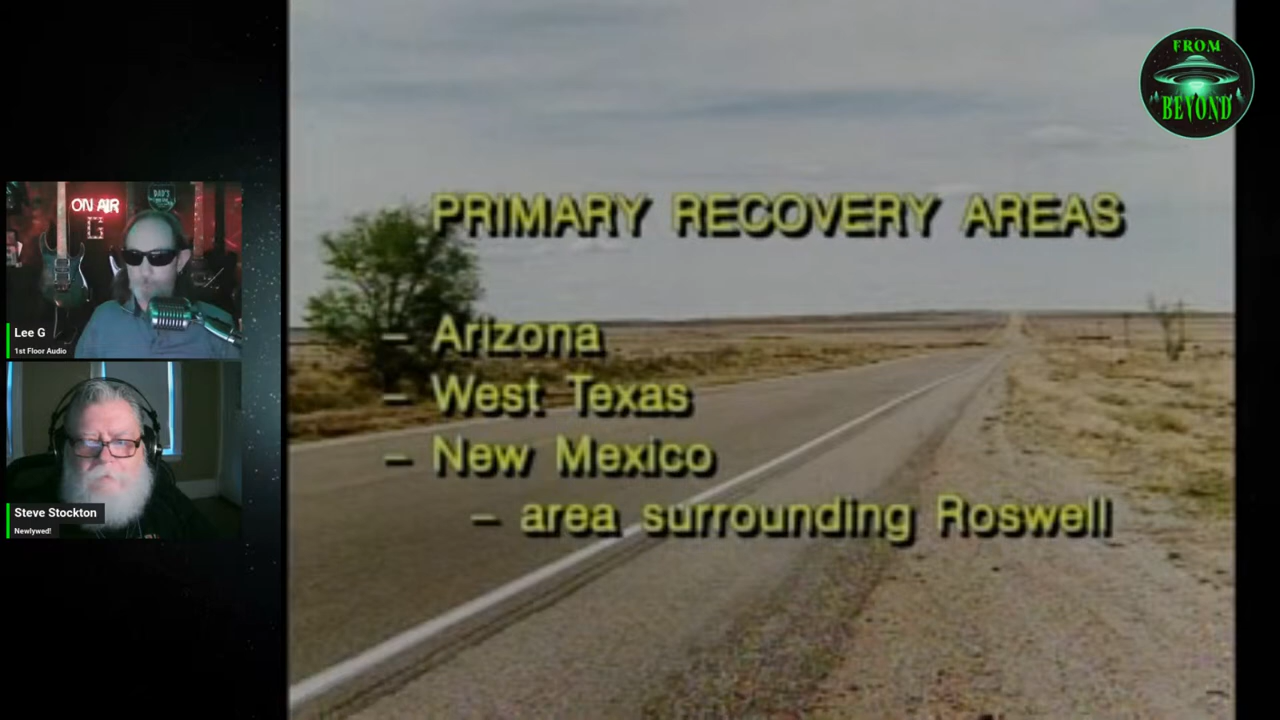 FROM
BEYOND
PRIMARY RECOVERY AREAS
– Arizona
– West Texas
– New Mexico
– area surrounding Roswell
ON AIR
DAD'S
Lee G
1st Floor Audio
Steve Stockton
Newlywed!